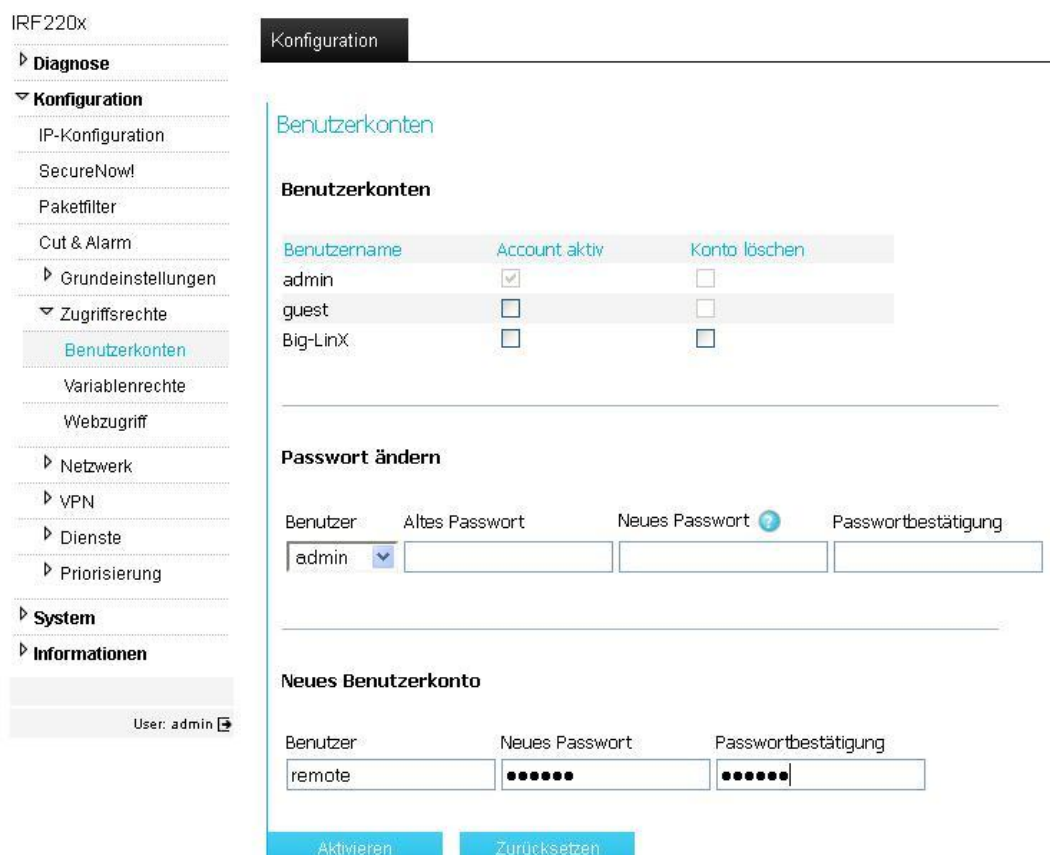 IRF220x
Diagnose
Konfiguration
IP-Konfiguration
SecureNow!
Paketfilter
Cut & Alarm
Grundeinstellungen
Zugriffsrechte
Benutzerkonten
Variablenrechte
Webzugriff
Netzwerk
VPN
Dienste
Priorisierung
System
Informationen
User: admin
Konfiguration
Benutzerkonten
Benutzerkonten
Benutzername Account aktiv Konto löschen
admin
guest
Big-LinX
Passwort ändern
Benutzer Altes Passwort Neues Passwort ? Passwortbestätigung
admin
Neues Benutzerkonto
Benutzer Neues Passwort Passwortbestätigung
remote ●●●●●● ●●●●●●
Aktivieren Zurücksetzen